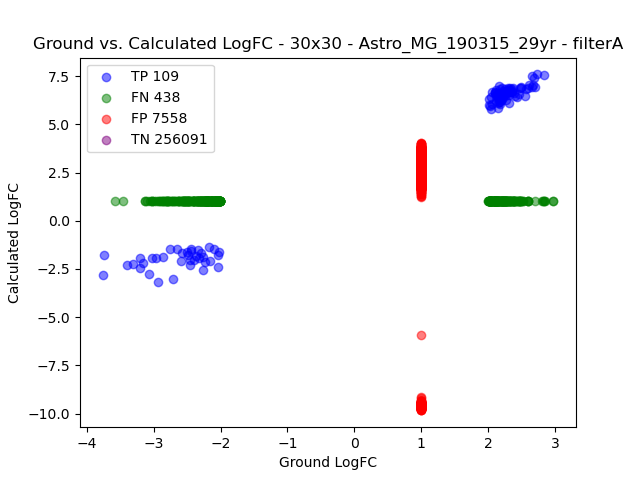 Ground vs. Calculated LogFC - 30x30 - Astro_MG_190315_29yr - filterA
TP 109
FN 438
FP 7558
TN 256091
7.5
5.0
2.5
0.0
−2.5
−5.0
−7.5
−10.0
Calculated LogFC
−4
−3
−2
−1
0
1
2
3
Ground LogFC